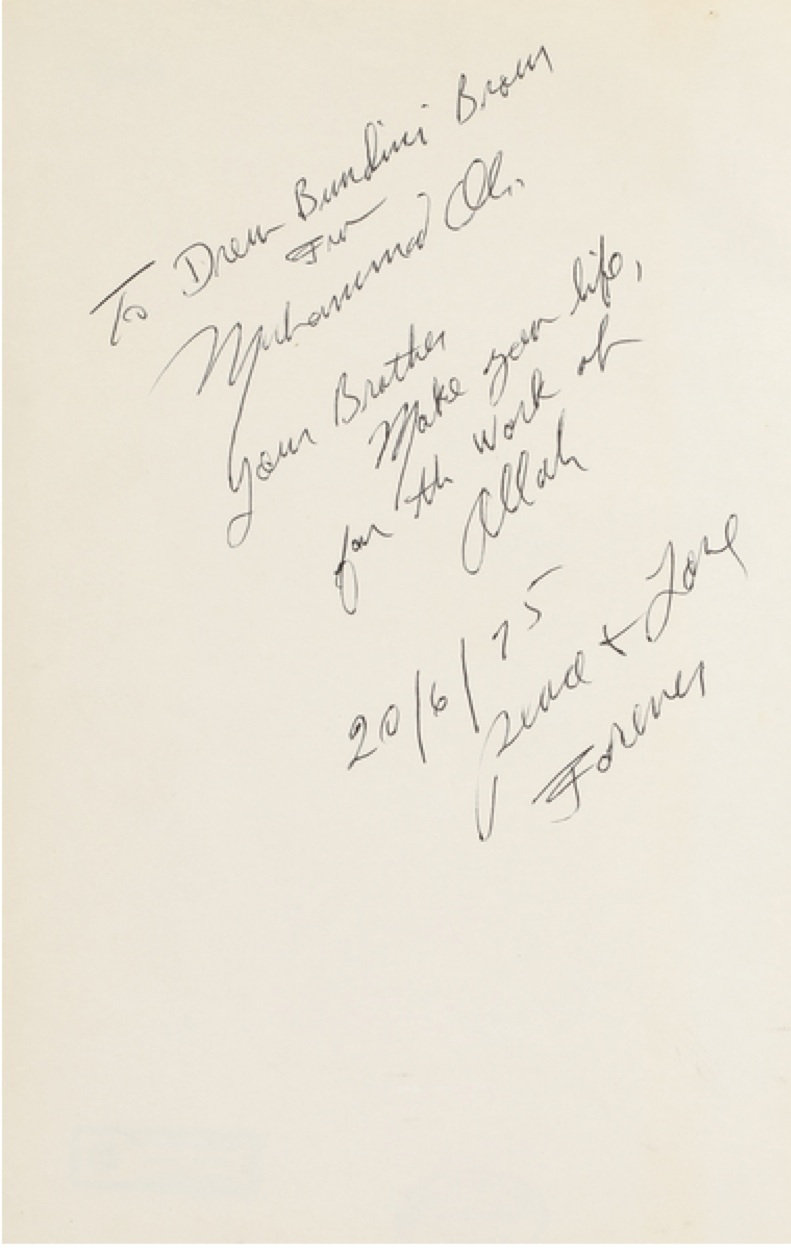 To Drew Bundini Brown
From
Muhammad Ali.
Your Brother
Make your life,
for the work of
Allah
20/6/75
Peace + Love
Forever